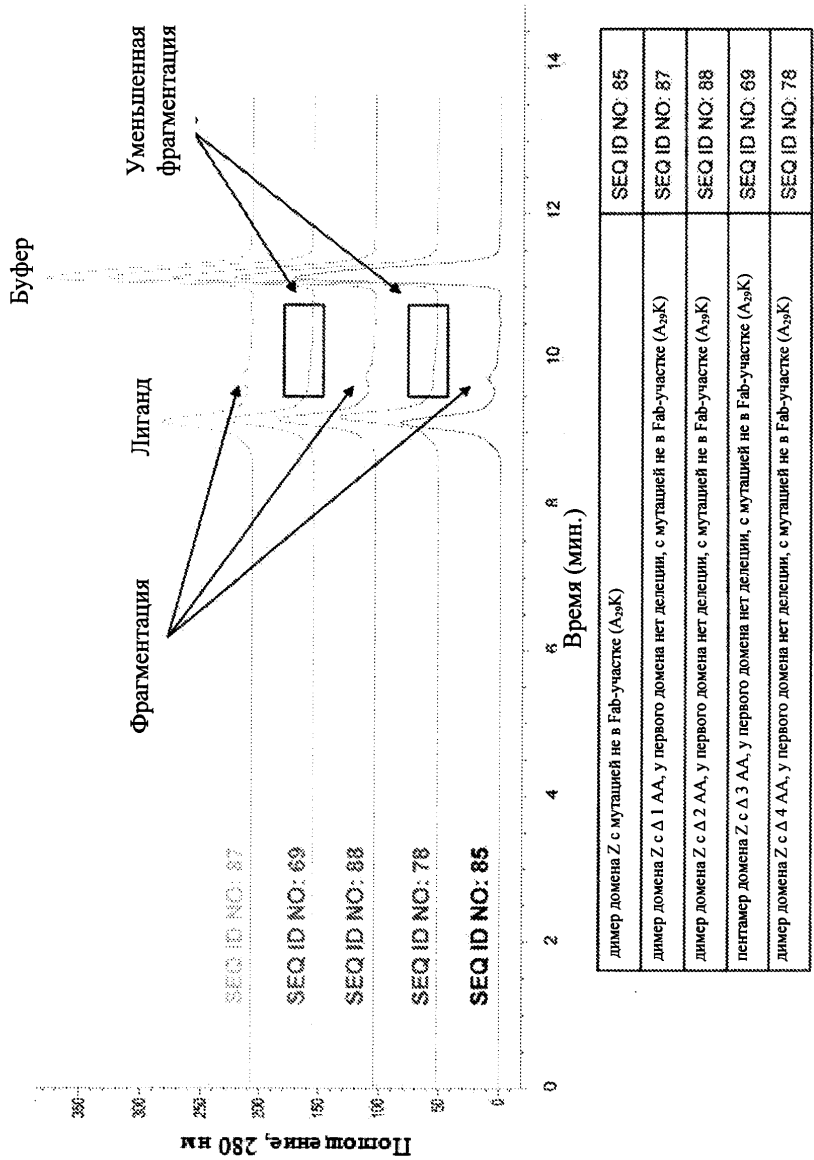 Буфер
Лиганд
Уменьшенная
фрагментация
Фрагментация
Поглощение, 280 нм
350
300
250
200
150
100
50
0
SEQ ID NO: 87
SEQ ID NO: 69
SEQ ID NO: 88
SEQ ID NO: 78
SEQ ID NO: 85
0 2 4 6 8 10 12 14
Время (мин.)
димер домена Z с мутацией не в Fab-участке (A29K) SEQ ID NO: 85
димер домена Z с Δ 1 АА, у первого домена нет делеции, с мутацией не в Fab-участке (A29K) SEQ ID NO: 87
димер домена Z с Δ 2 АА, у первого домена нет делеции, с мутацией не в Fab-участке (A29K) SEQ ID NO: 88
пентамер домена Z с Δ 3 АА, у первого домена нет делеции, с мутацией не в Fab-участке (A29K) SEQ ID NO: 69
димер домена Z с Δ 4 АА, у первого домена нет делеции, с мутацией не в Fab-участке (A29K) SEQ ID NO: 78